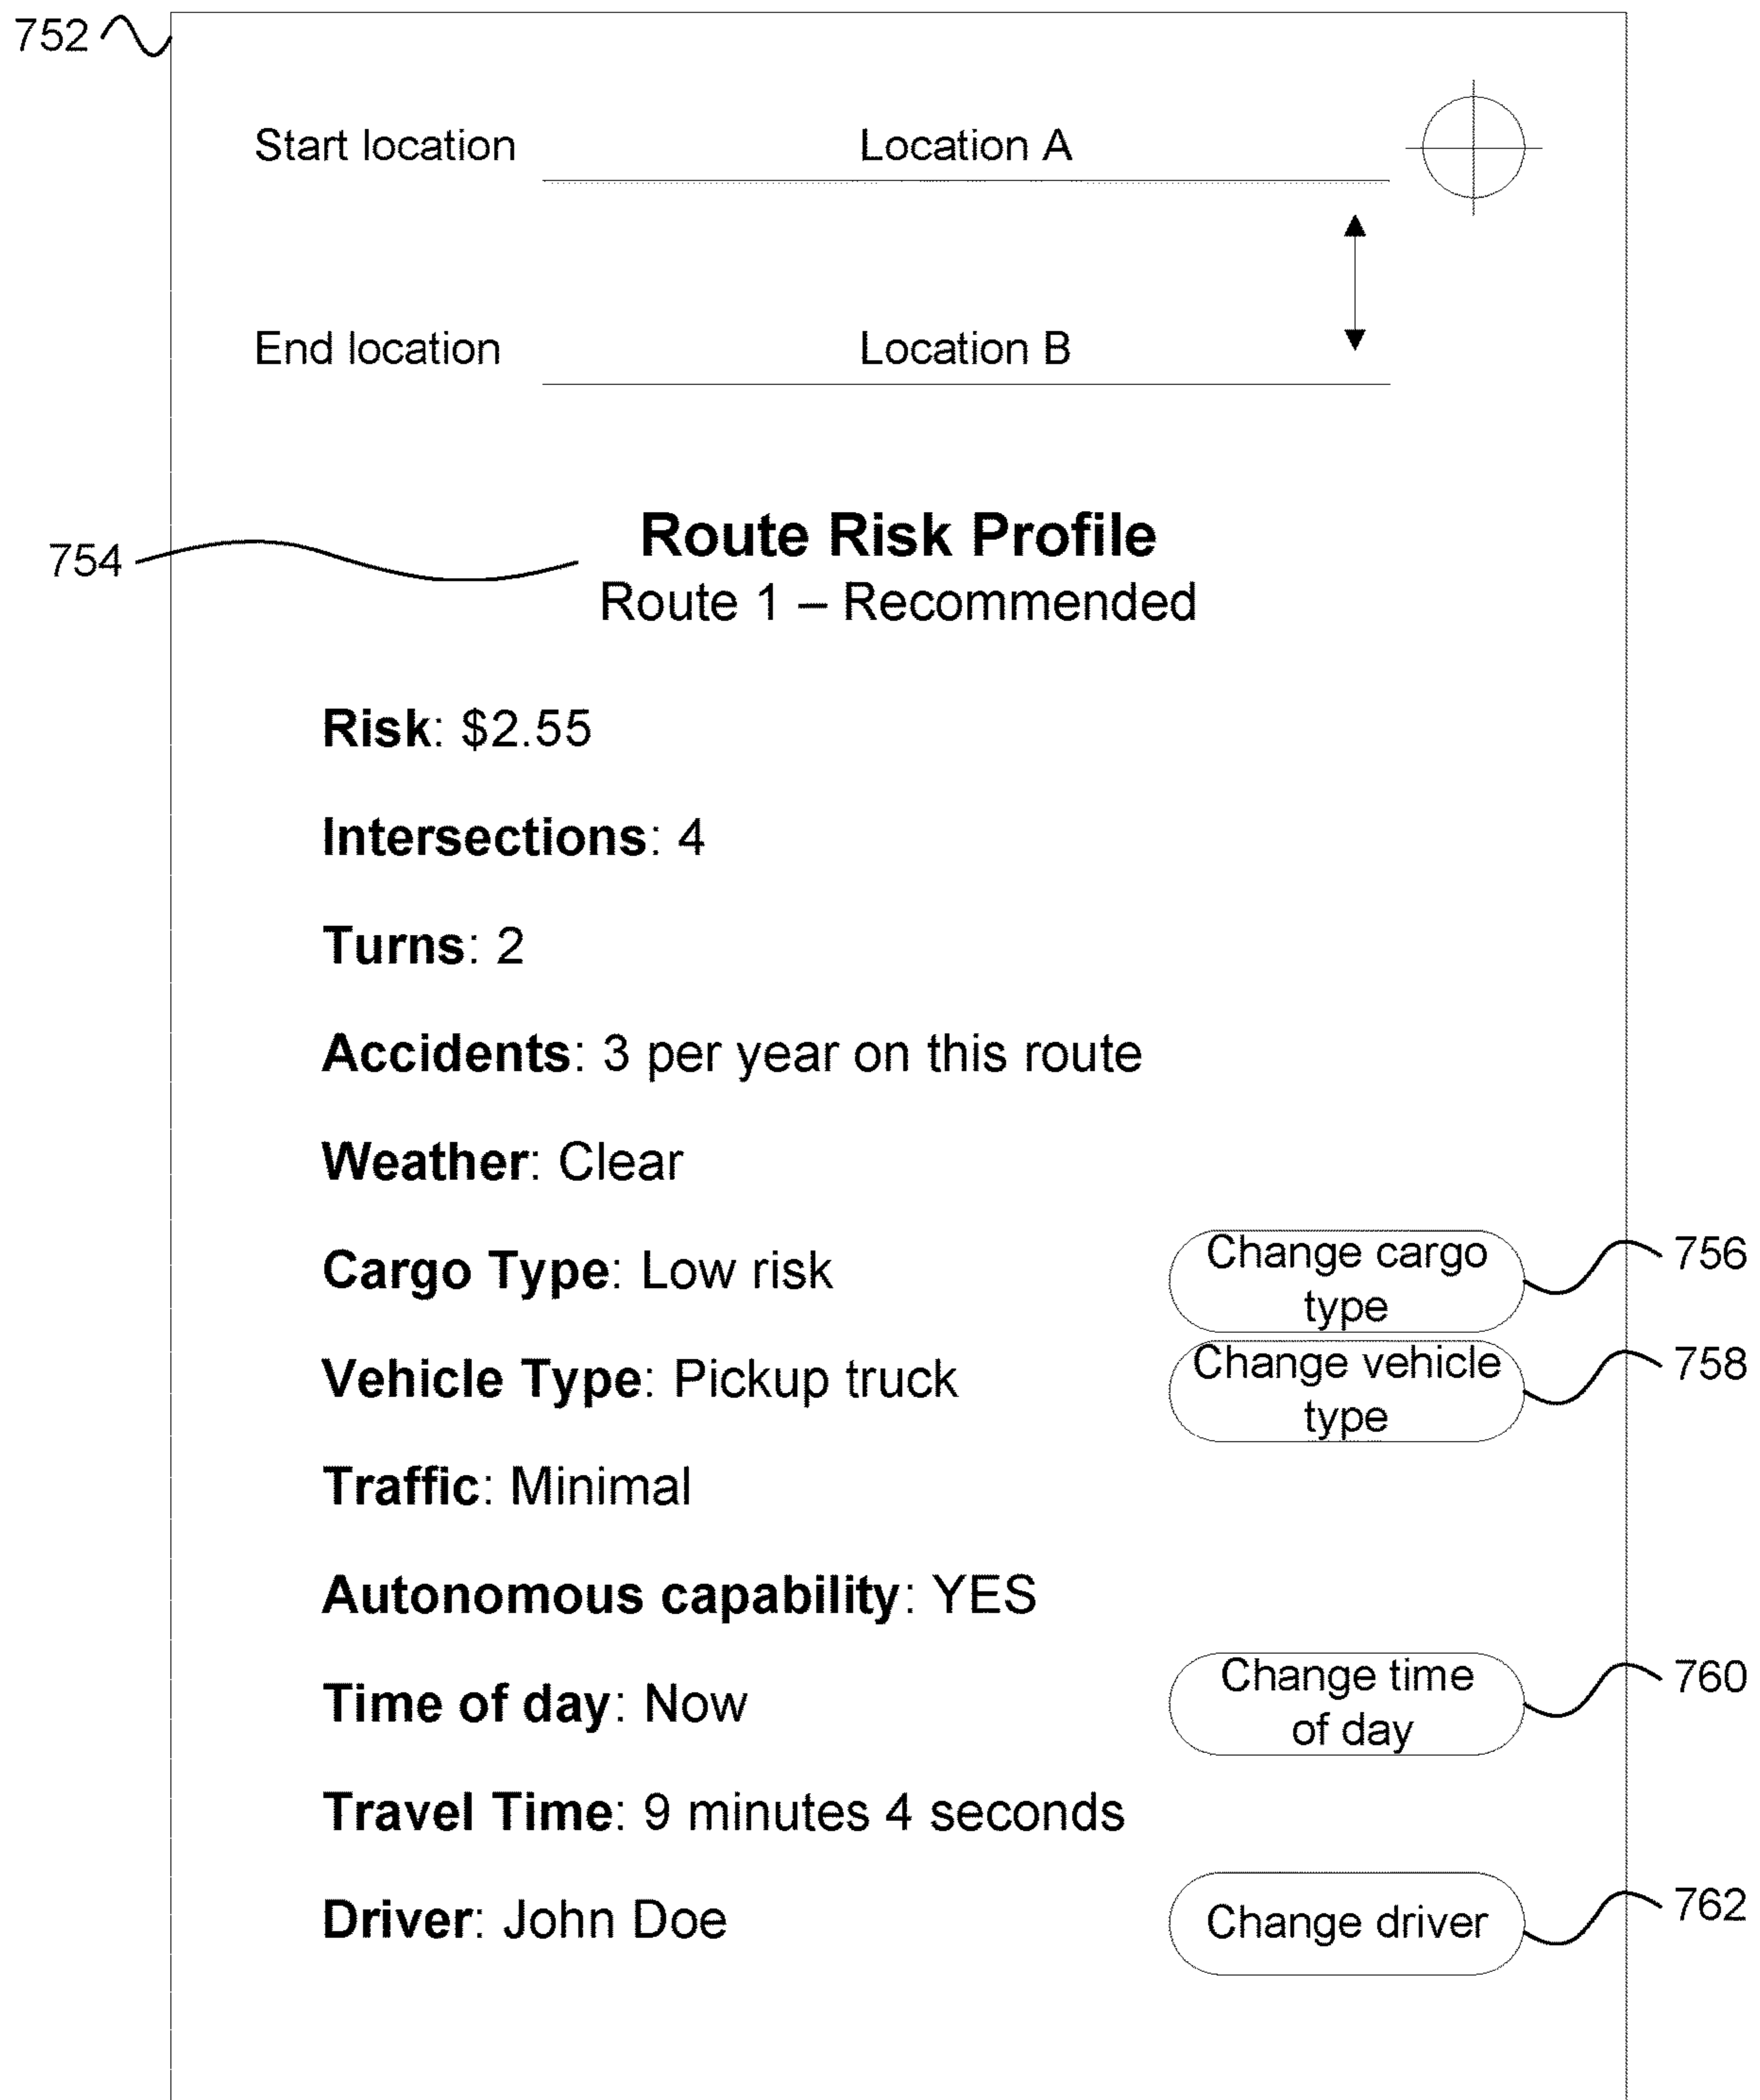 752
Start location Location A
End location Location B
754
Route Risk Profile
Route 1 – Recommended
Risk: $2.55
Intersections: 4
Turns: 2
Accidents: 3 per year on this route
Weather: Clear
Cargo Type: Low risk
Change cargo
type
756
Vehicle Type: Pickup truck
Change vehicle
type
758
Traffic: Minimal
Autonomous capability: YES
Time of day: Now
Change time
of day
760
Travel Time: 9 minutes 4 seconds
Driver: John Doe
Change driver
762